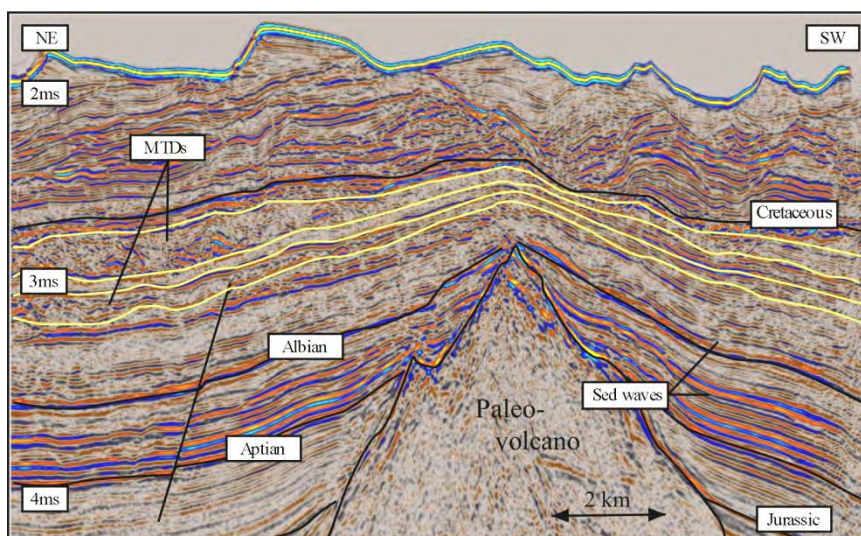 NE
SW
2ms
MTDs
Cretaceous
3ms
Albian
Sed waves
Paleo-
volcano
Aptian
4ms
2 km
Jurassic